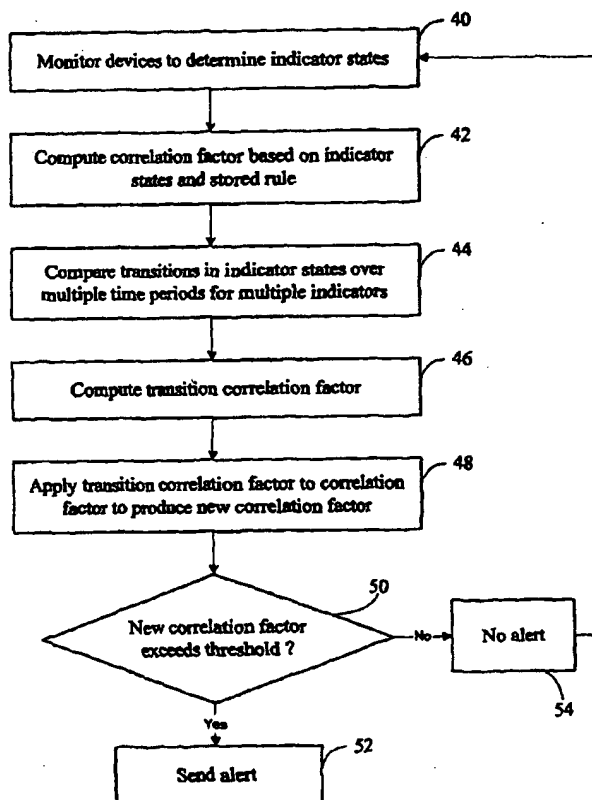 40
Monitor devices to determine indicator states
42
Compute correlation factor based on indicator
states and stored rule
44
Compare transitions in indicator states over
multiple time periods for multiple indicators
46
Compute transition correlation factor
48
Apply transition correlation factor to correlation
factor to produce new correlation factor
50
New correlation factor
exceeds threshold ?
No
No alert
54
Yes
52
Send alert